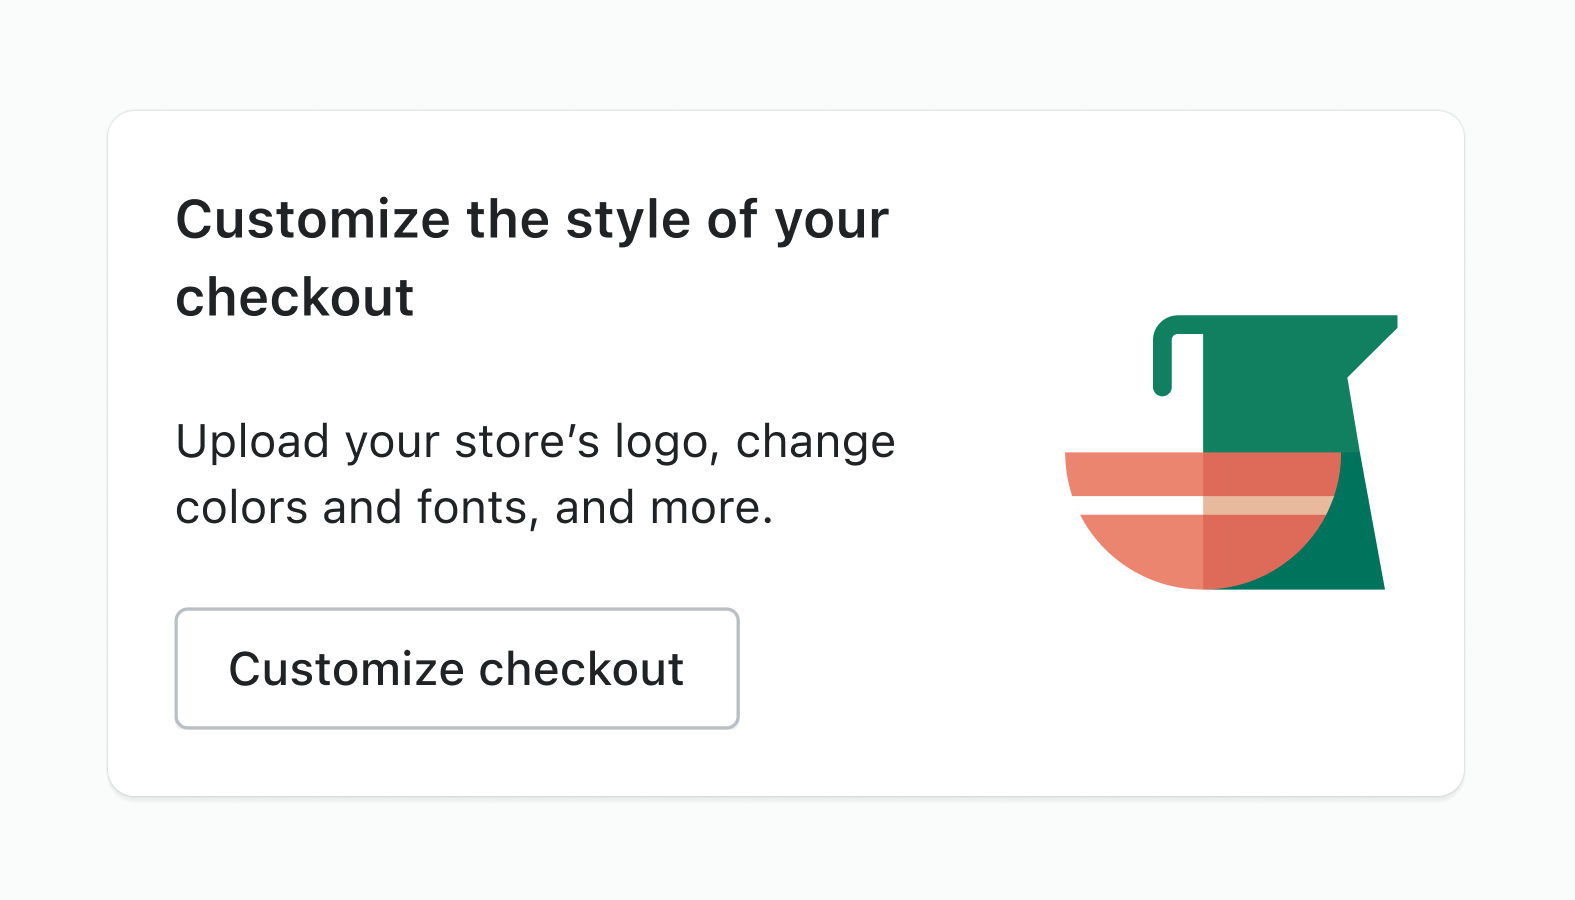 Customize the style of your
checkout
Upload your store’s logo, change
colors and fonts, and more.
Customize checkout